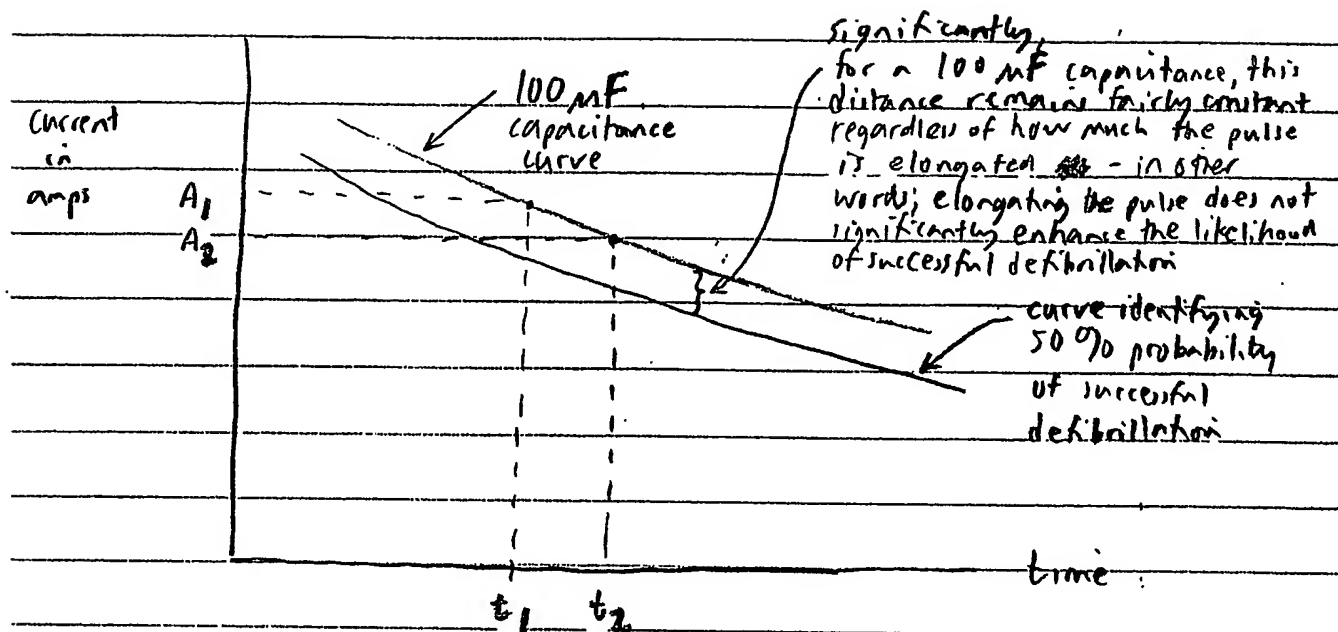 significantly,
for a 100 MF capacitance, this
distance remains fairly constant
regardless of how much the pulse
is elongated - in other
words; elongating the pulse does not
significantly enhance the likelihood
of successful defibrillation
100 MF
capacitance
curve
current
in
amps
A1
A2
curve identifying
50% probability
of successful
defibrillation
time
t1 t2